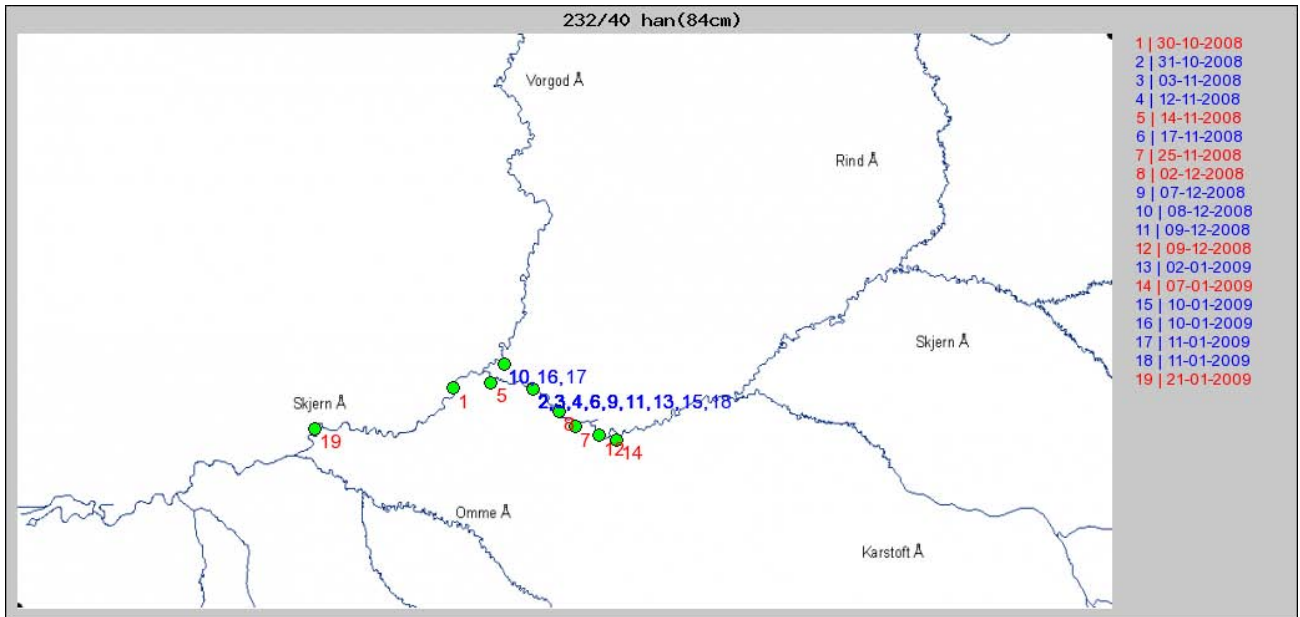 232/40 han(84cm)
Vorgod Å
Rind Å
Skjern Å
10,16,17
5
1
2,3,4,6,9,11,13,15,18
Skjern Å
8
7
12
14
19
Omme Å
Karstoft Å
1 | 30-10-2008
2 | 31-10-2008
3 | 03-11-2008
4 | 12-11-2008
5 | 14-11-2008
6 | 17-11-2008
7 | 25-11-2008
8 | 02-12-2008
9 | 07-12-2008
10 | 08-12-2008
11 | 09-12-2008
12 | 09-12-2008
13 | 02-01-2009
14 | 07-01-2009
15 | 10-01-2009
16 | 10-01-2009
17 | 11-01-2009
18 | 11-01-2009
19 | 21-01-2009